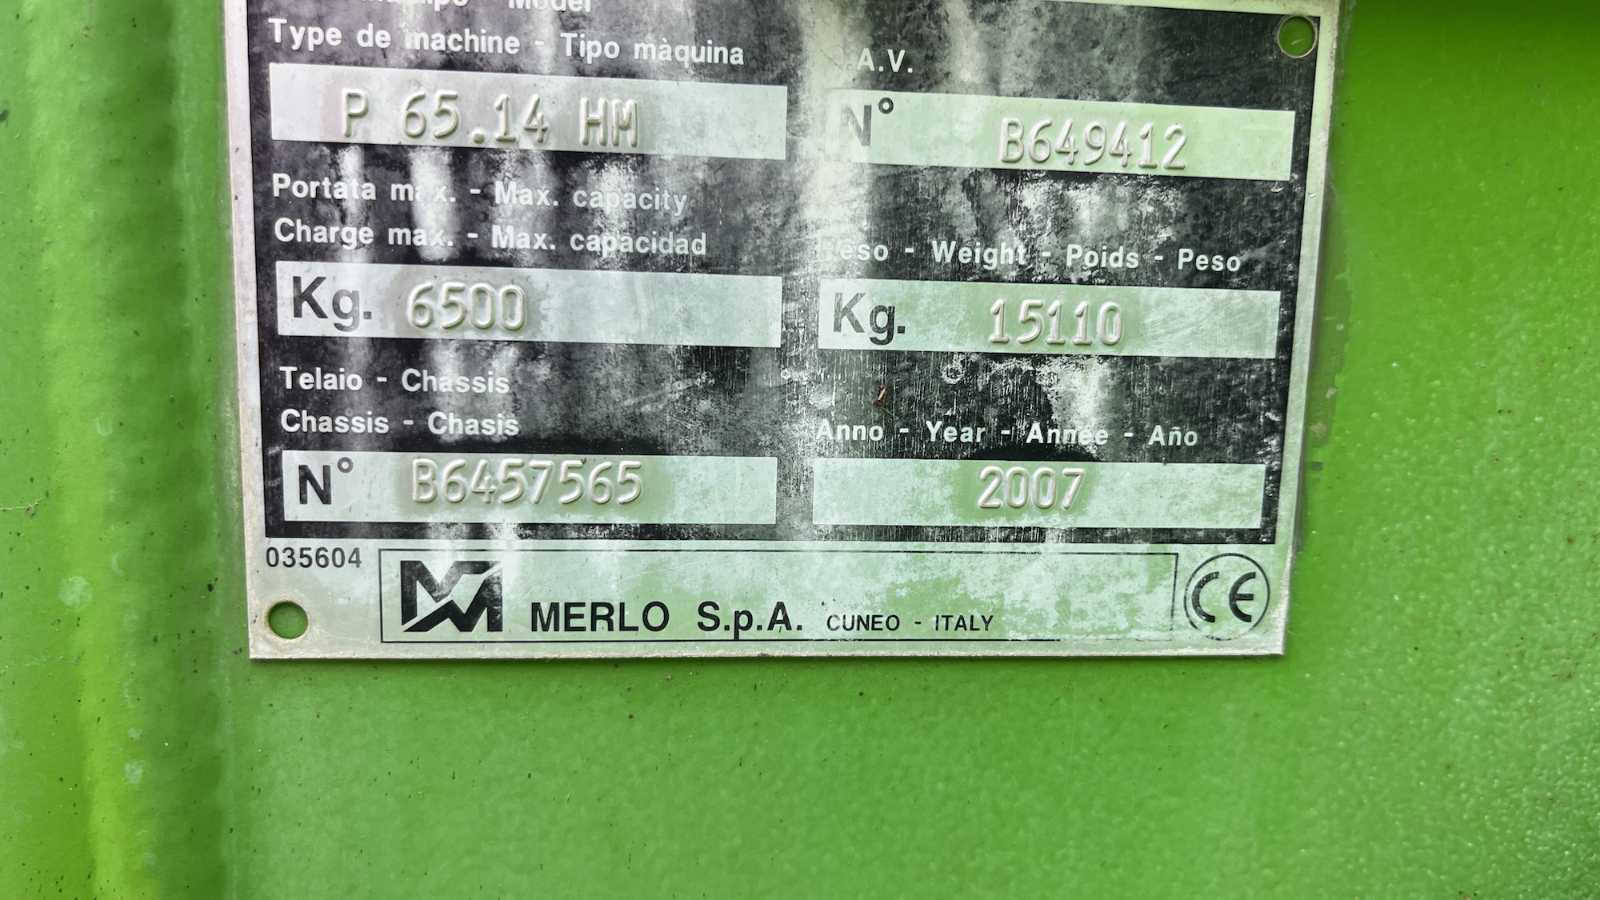 Model
Type de machine - Tipo màquina
P 65.14 HM
A.V.
N° B649412
Portata max. - Max. capacity
Charge max. - Max. capacidad
Kg. 6500
Peso - Weight - Poids - Peso
Kg. 15110
Telaio - Chassis
Chassis - Chasis
N° B6457565
Anno - Year - Année - Año
2007
035604
MERLO S.p.A. CUNEO - ITALY
CE